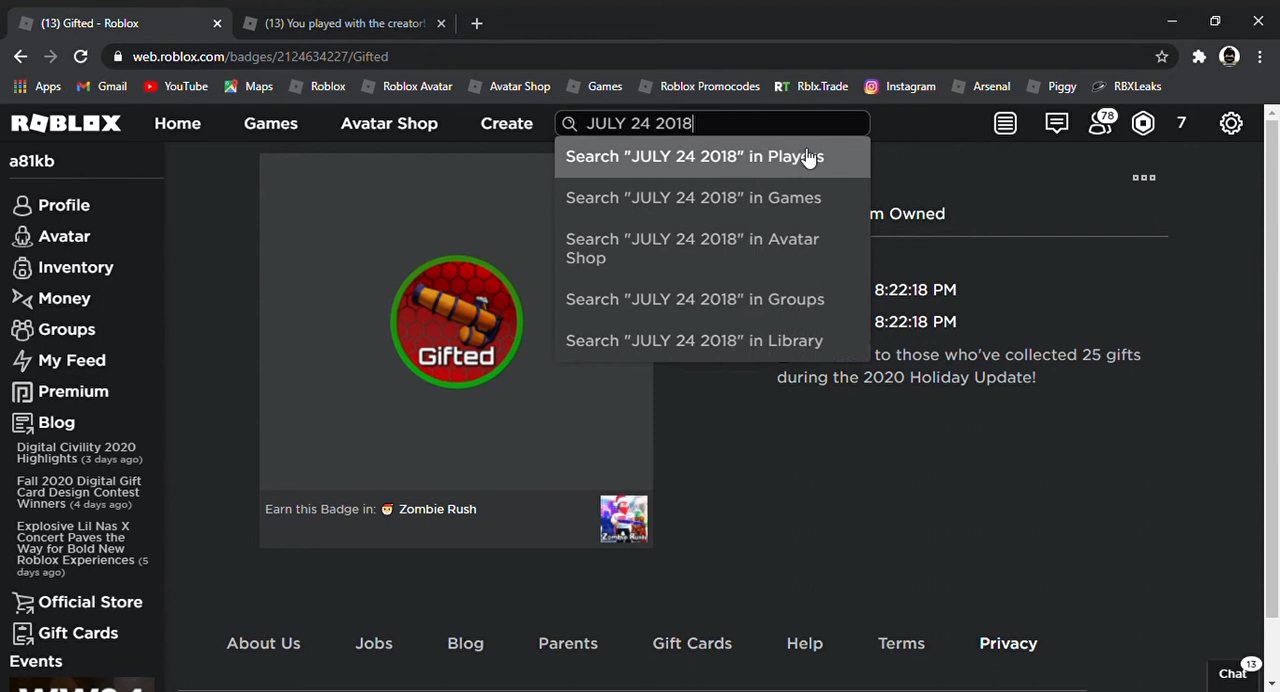 (13) Gifted - Roblox
(13) You played with the creator!
web.roblox.com/badges/2124634227/Gifted
Apps Gmail YouTube Maps Roblox Roblox Avatar Avatar Shop Games Roblox Promocodes RT Rblx.Trade Instagram Arsenal Piggy RBXLeaks
ROBLOX Home Games Avatar Shop Create JULY 24 2018 78 7
a81kb
Profile
Avatar
Inventory
Money
Groups
My Feed
Premium
Blog
Digital Civility 2020
Highlights (3 days ago)
Fall 2020 Digital Gift
Card Design Contest
Winners (4 days ago)
Explosive Lil Nas X
Concert Paves the
Way for Bold New
Roblox Experiences (5
days ago)
Official Store
Gift Cards
Events
Search "JULY 24 2018" in Players
Search "JULY 24 2018" in Games
Search "JULY 24 2018" in Avatar
Shop
Search "JULY 24 2018" in Groups
Search "JULY 24 2018" in Library
Gifted
Owned
8:22:18 PM
8:22:18 PM
to those who've collected 25 gifts
during the 2020 Holiday Update!
Earn this Badge in: Zombie Rush
Zombie Rush
About Us Jobs Blog Parents Gift Cards Help Terms Privacy
Chat 13